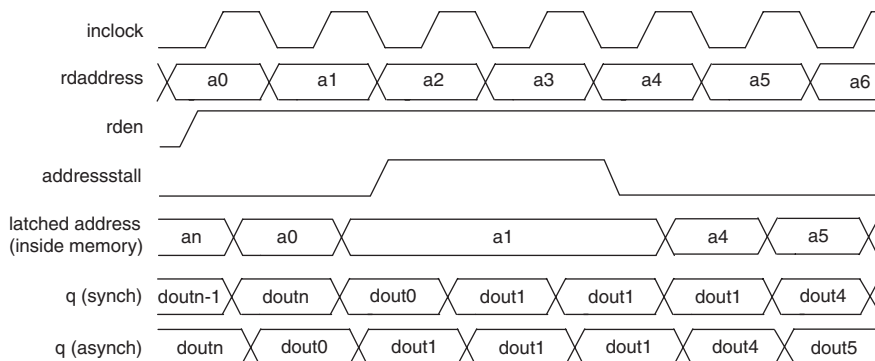 inclock
rdaddress a0 a1 a2 a3 a4 a5 a6
rden
addressstall
latched address
(inside memory) an a0 a1 a4 a5
q (synch) doutn-1 doutn dout0 dout1 dout1 dout1 dout4
q (asynch) doutn dout0 dout1 dout1 dout1 dout4 dout5